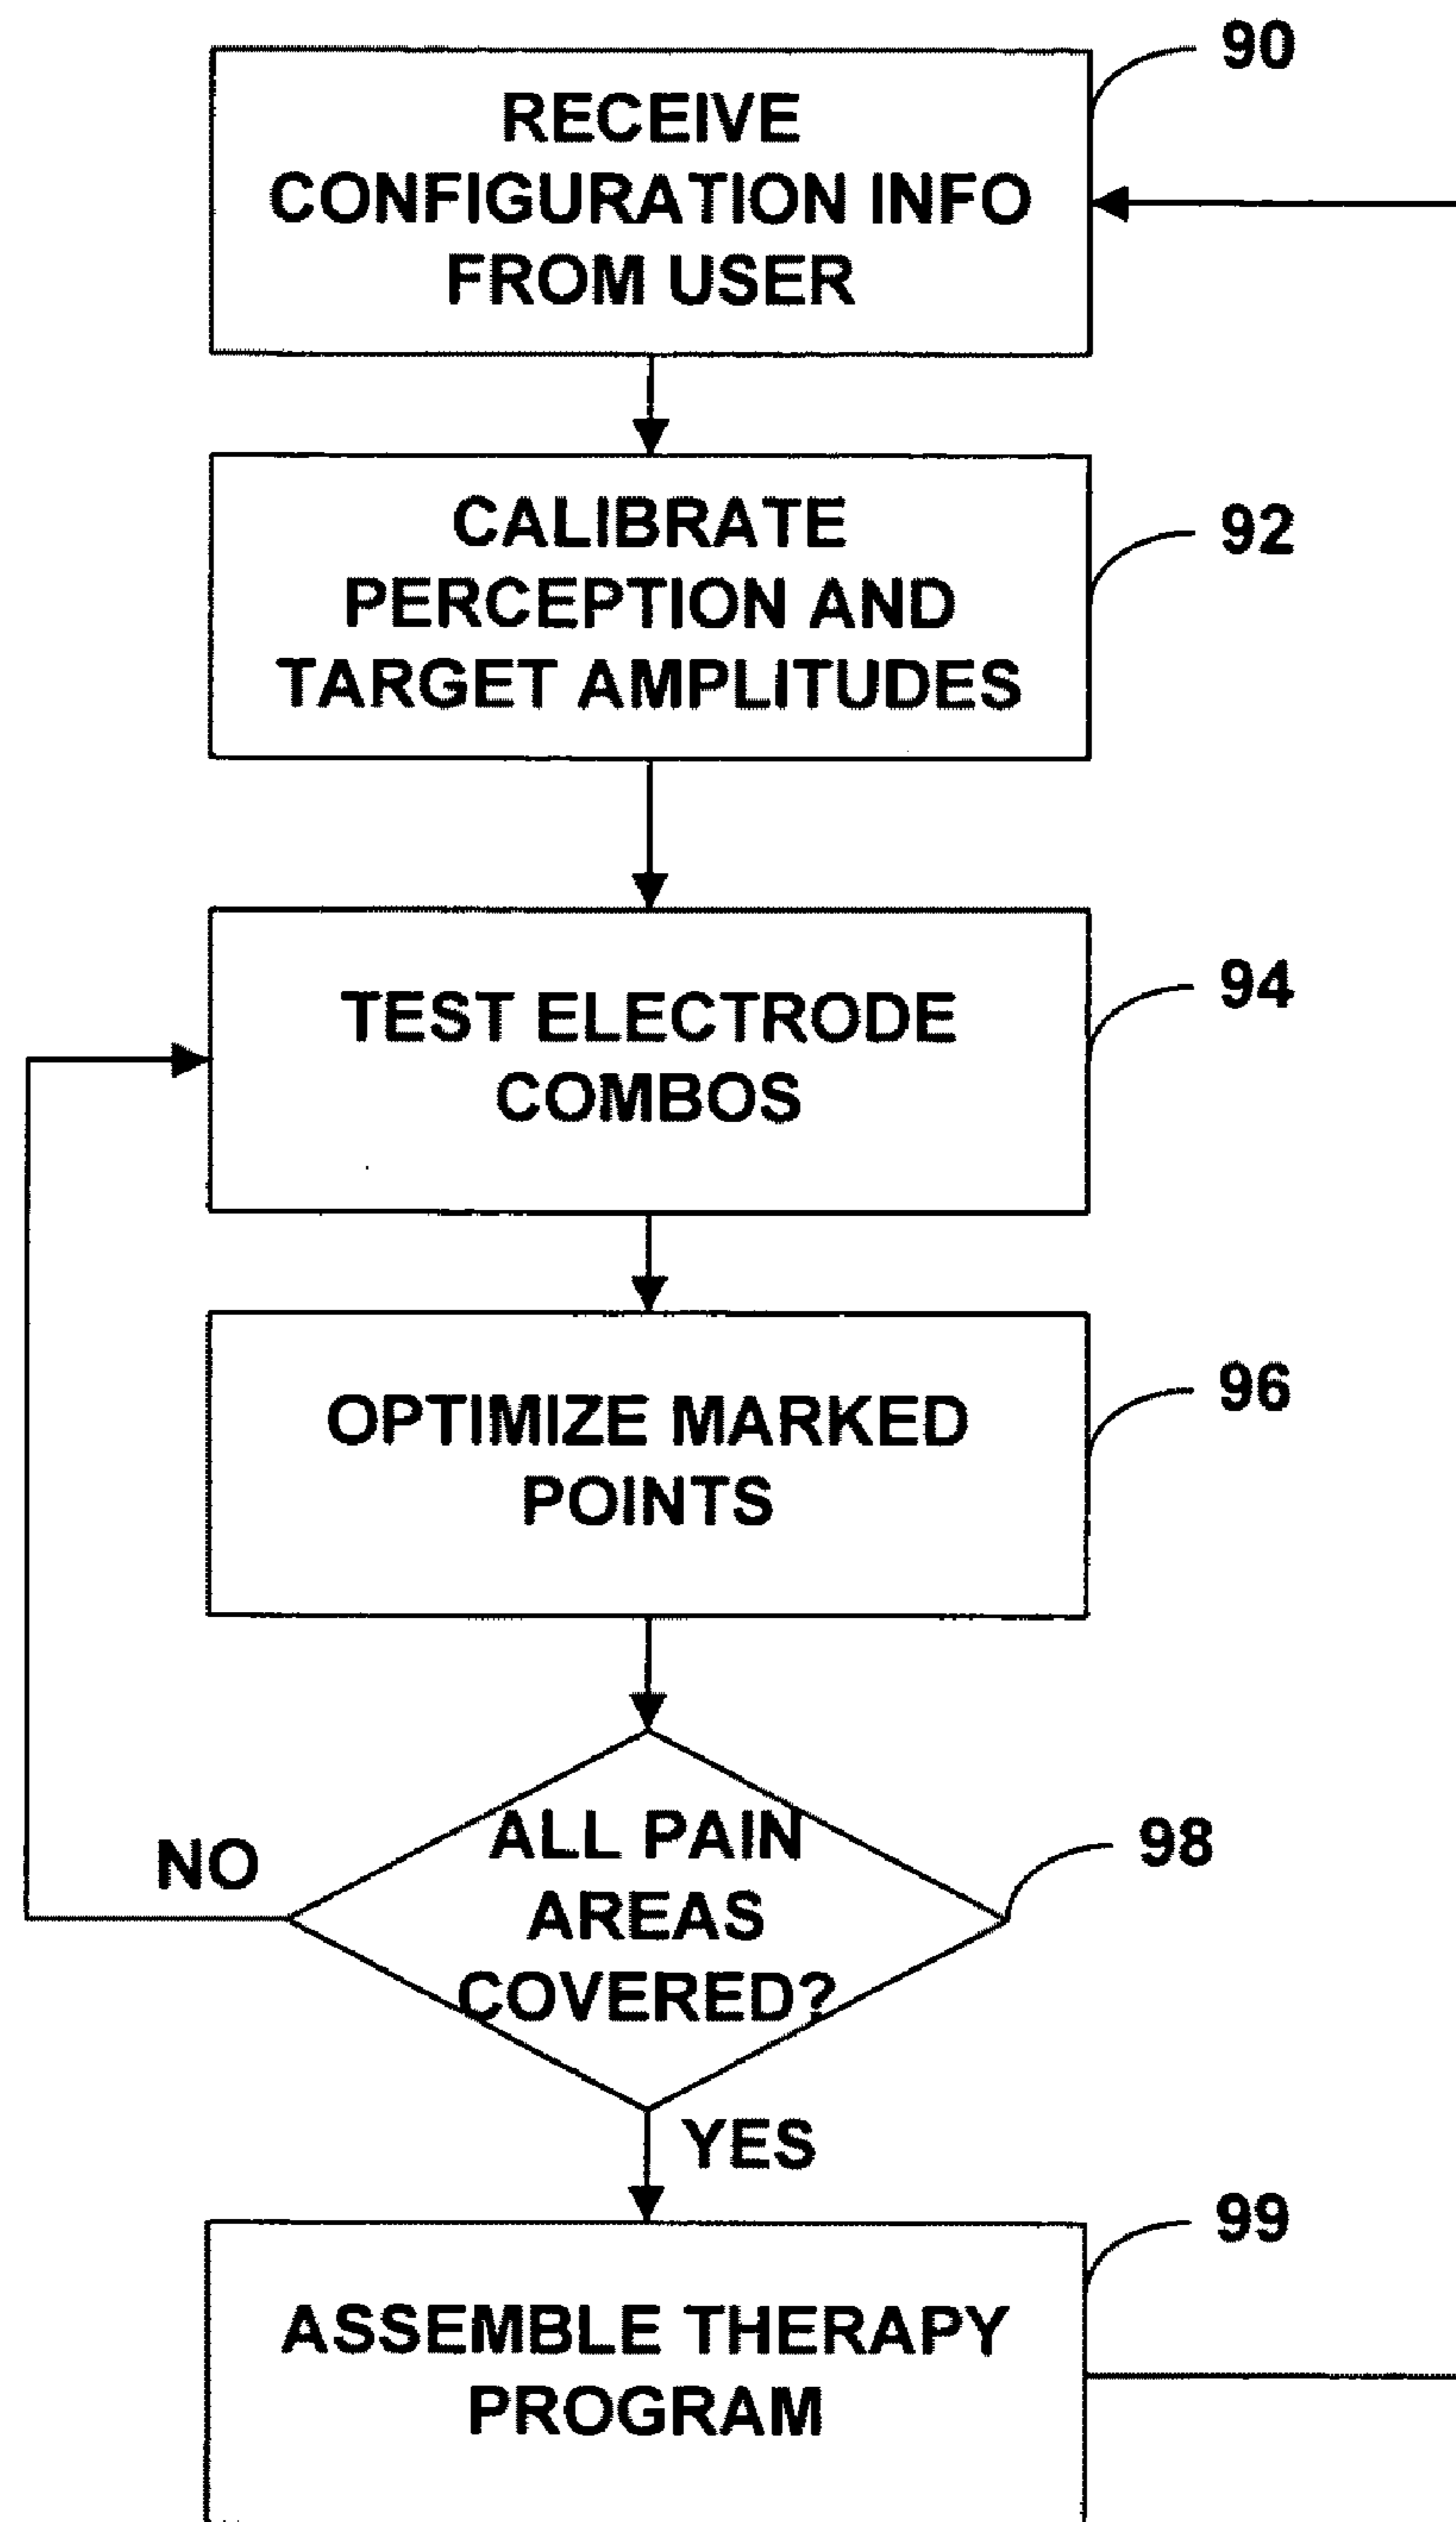 90
RECEIVE
CONFIGURATION INFO
FROM USER
92
CALIBRATE
PERCEPTION AND
TARGET AMPLITUDES
94
TEST ELECTRODE
COMBOS
96
OPTIMIZE MARKED
POINTS
98
ALL PAIN
AREAS
COVERED?
NO
YES
99
ASSEMBLE THERAPY
PROGRAM